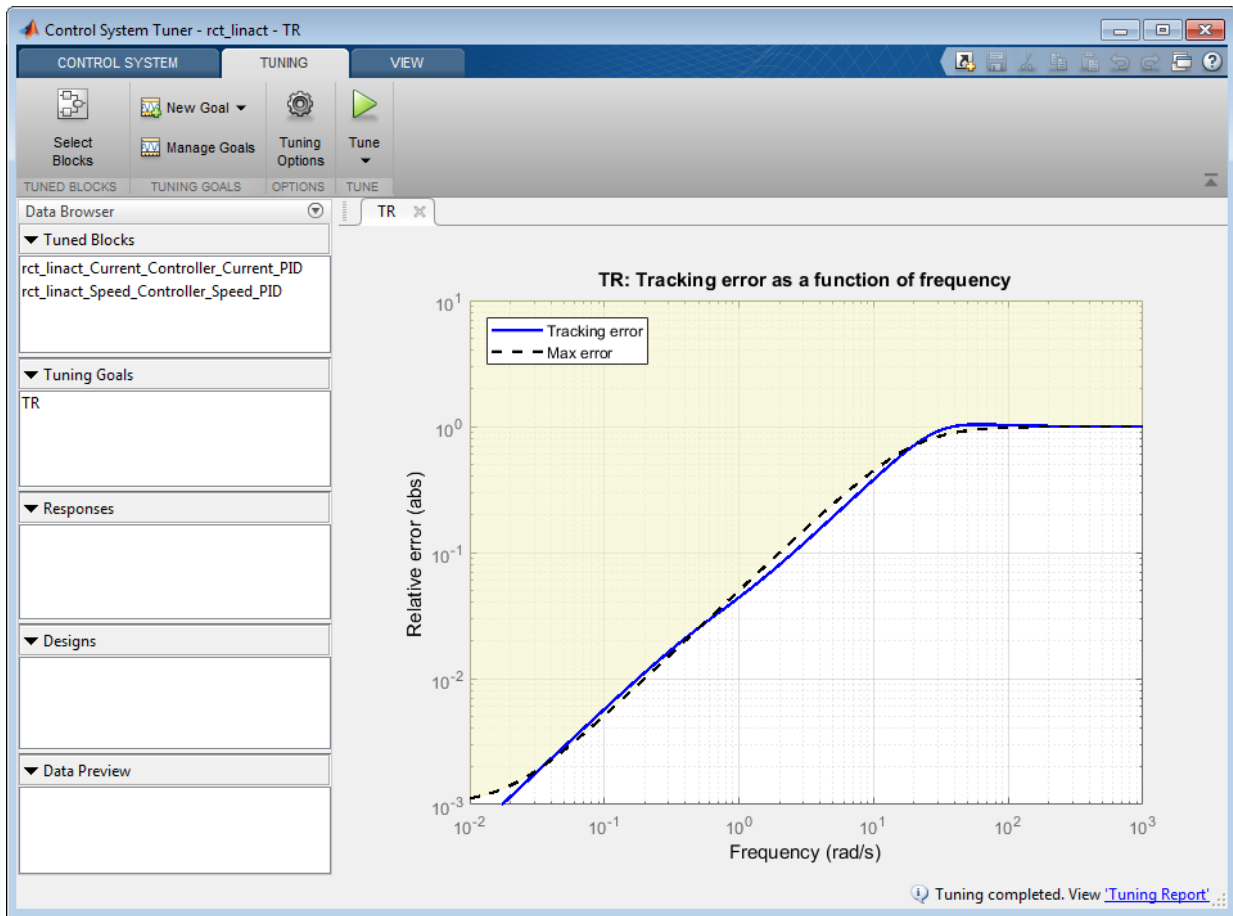 Control System Tuner - rct_linact - TR
CONTROL SYSTEM
TUNING
VIEW
Select
Blocks
New Goal
Manage Goals
Tuning
Options
Tune
TUNED BLOCKS
TUNING GOALS
OPTIONS
TUNE
Data Browser
Tuned Blocks
rct_linact_Current_Controller_Current_PID
rct_linact_Speed_Controller_Speed_PID
Tuning Goals
TR
Responses
Designs
Data Preview
TR
TR: Tracking error as a function of frequency
Tracking error
Max error
Relative error (abs)
10^1
10^0
10^-1
10^-2
10^-3
10^-2
10^-1
10^0
10^1
10^2
10^3
Frequency (rad/s)
Tuning completed. View 'Tuning Report'